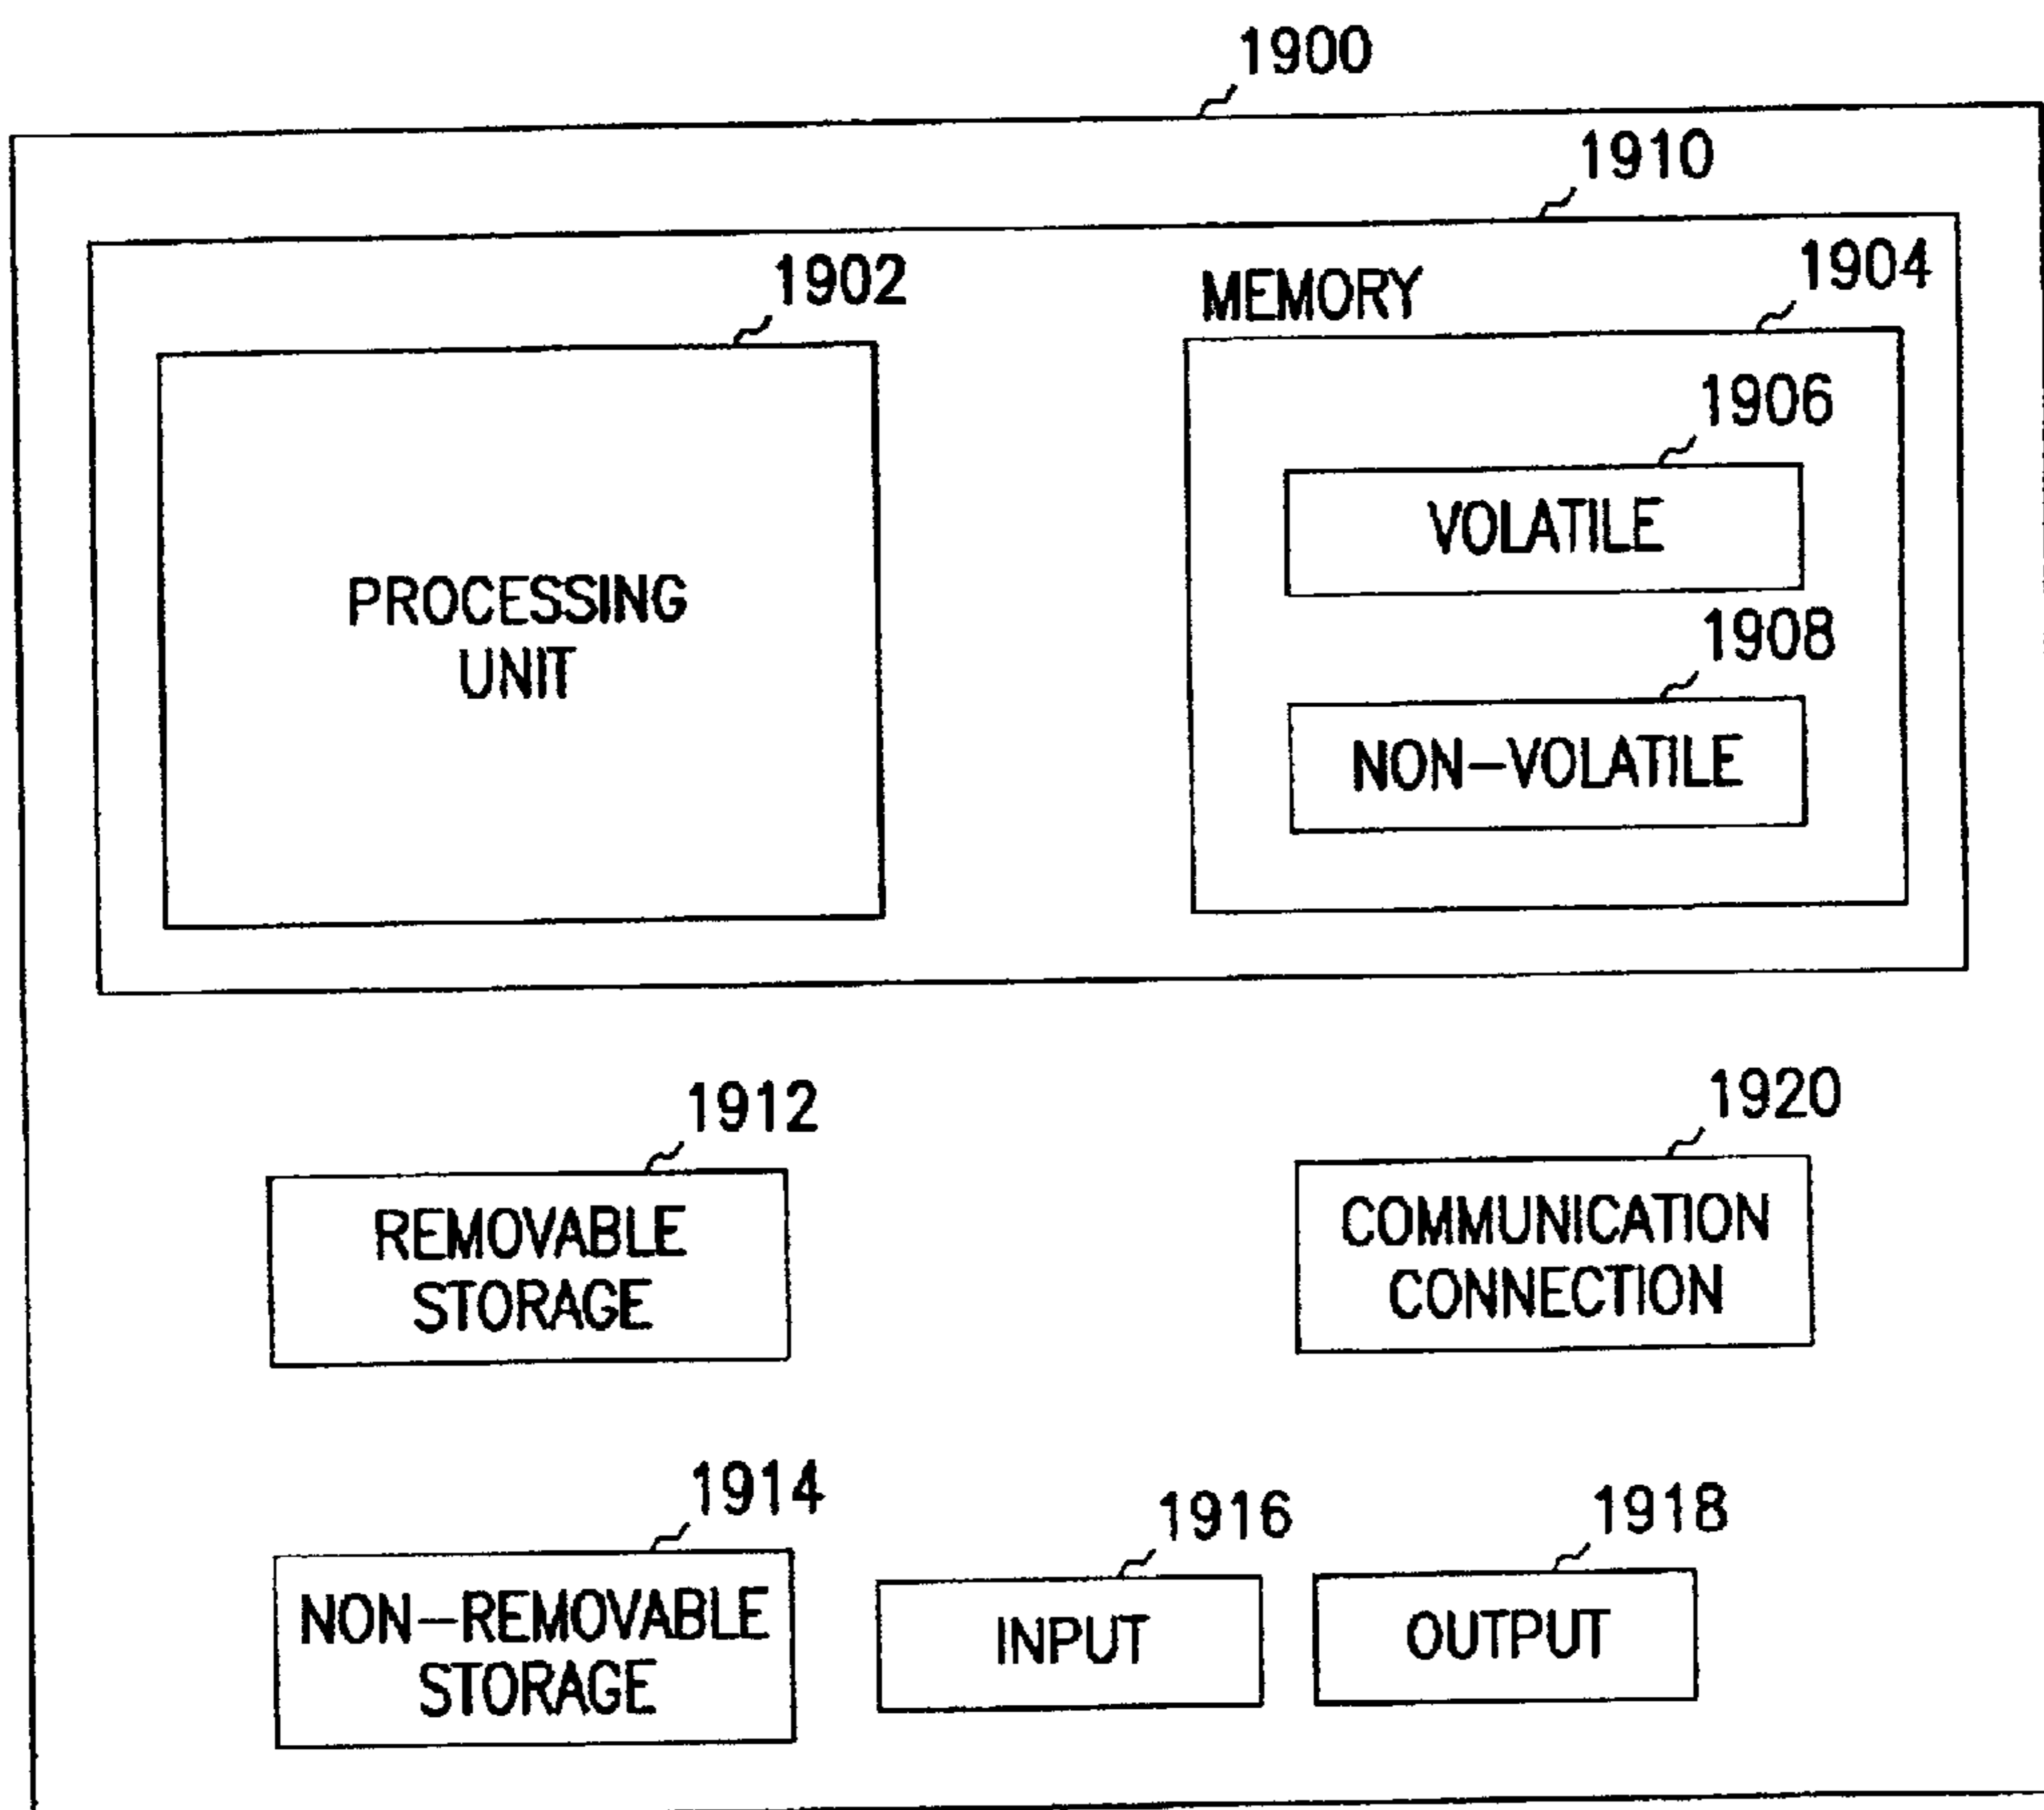 1900
1910
1902
MEMORY
1904
1906
VOLATILE
PROCESSING
UNIT
1908
NON-VOLATILE
1912
REMOVABLE
STORAGE
1920
COMMUNICATION
CONNECTION
1914
NON-REMOVABLE
STORAGE
1916
INPUT
1918
OUTPUT